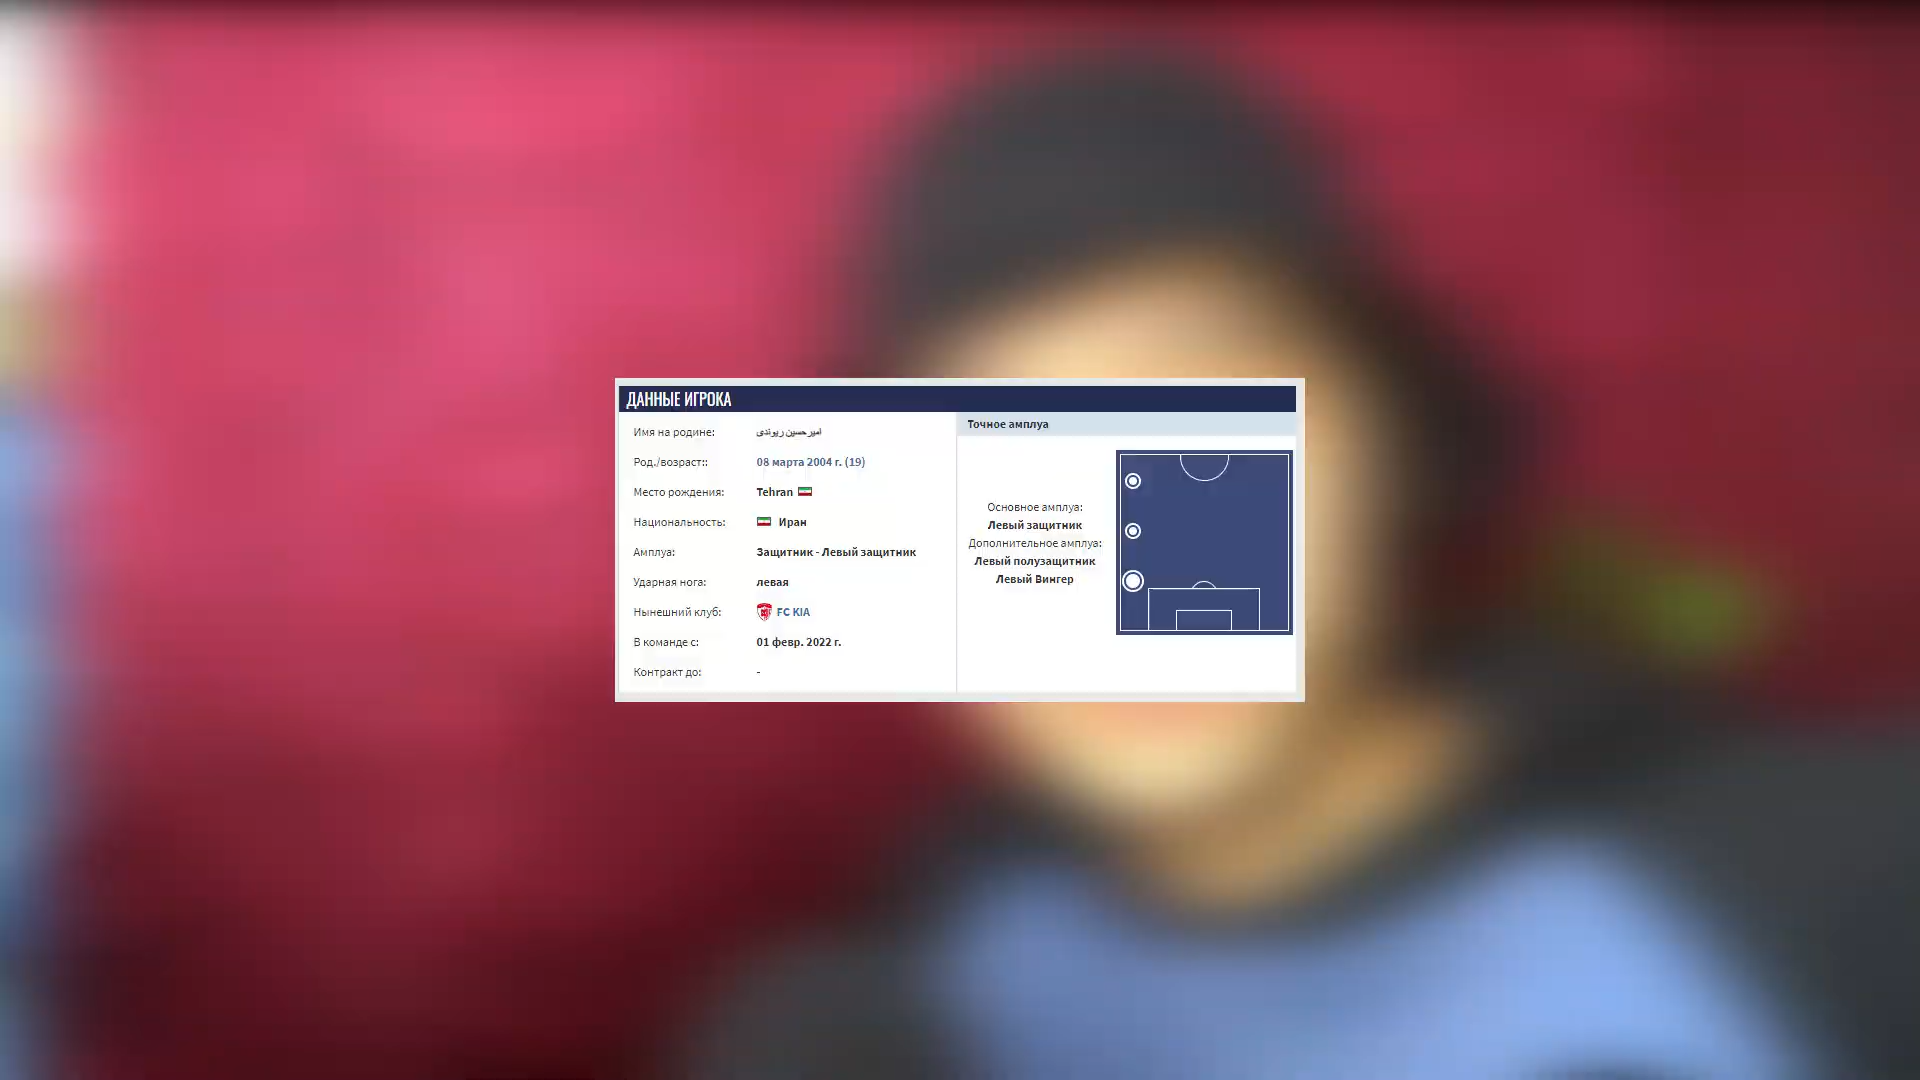 ДАННЫЕ ИГРОКА
Имя на родине: امیرحسین ریوندی
Род./возраст:: 08 марта 2004 г. (19)
Место рождения: Tehran
Национальность: Иран
Амплуа: Защитник - Левый защитник
Ударная нога: левая
Нынешний клуб: FC KIA
В команде с: 01 февр. 2022 г.
Контракт до: -
Точное амплуа
Основное амплуа:
Левый защитник
Дополнительное амплуа:
Левый полузащитник
Левый Вингер